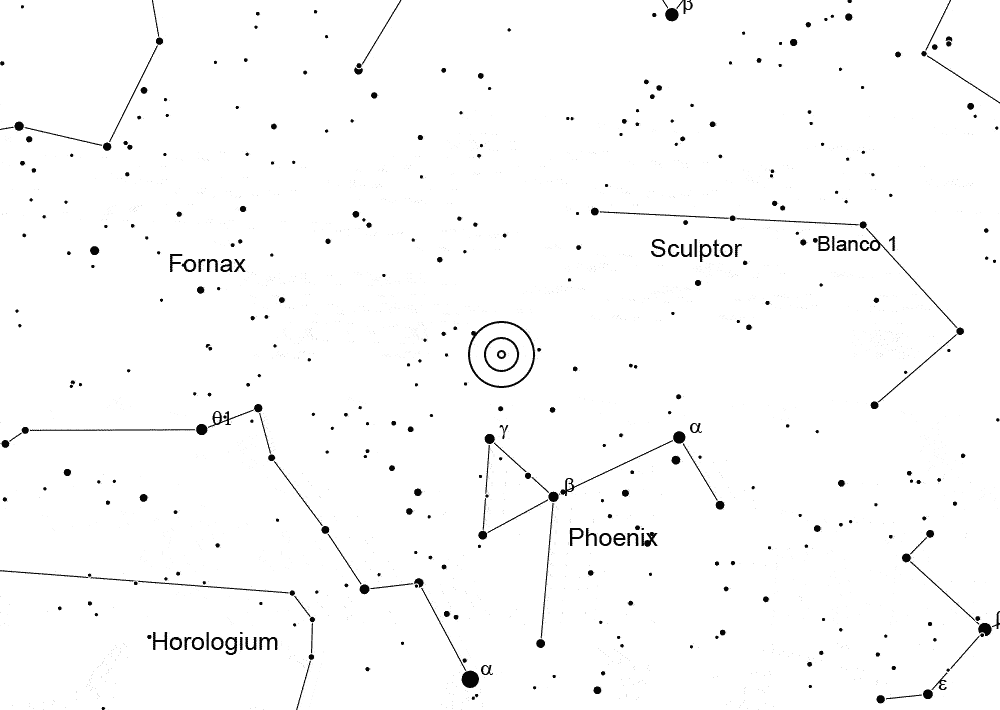 β
Sculptor
Blanco 1
Fornax
θ1
γ
α
β
Phoenix
Horologium
α
ε